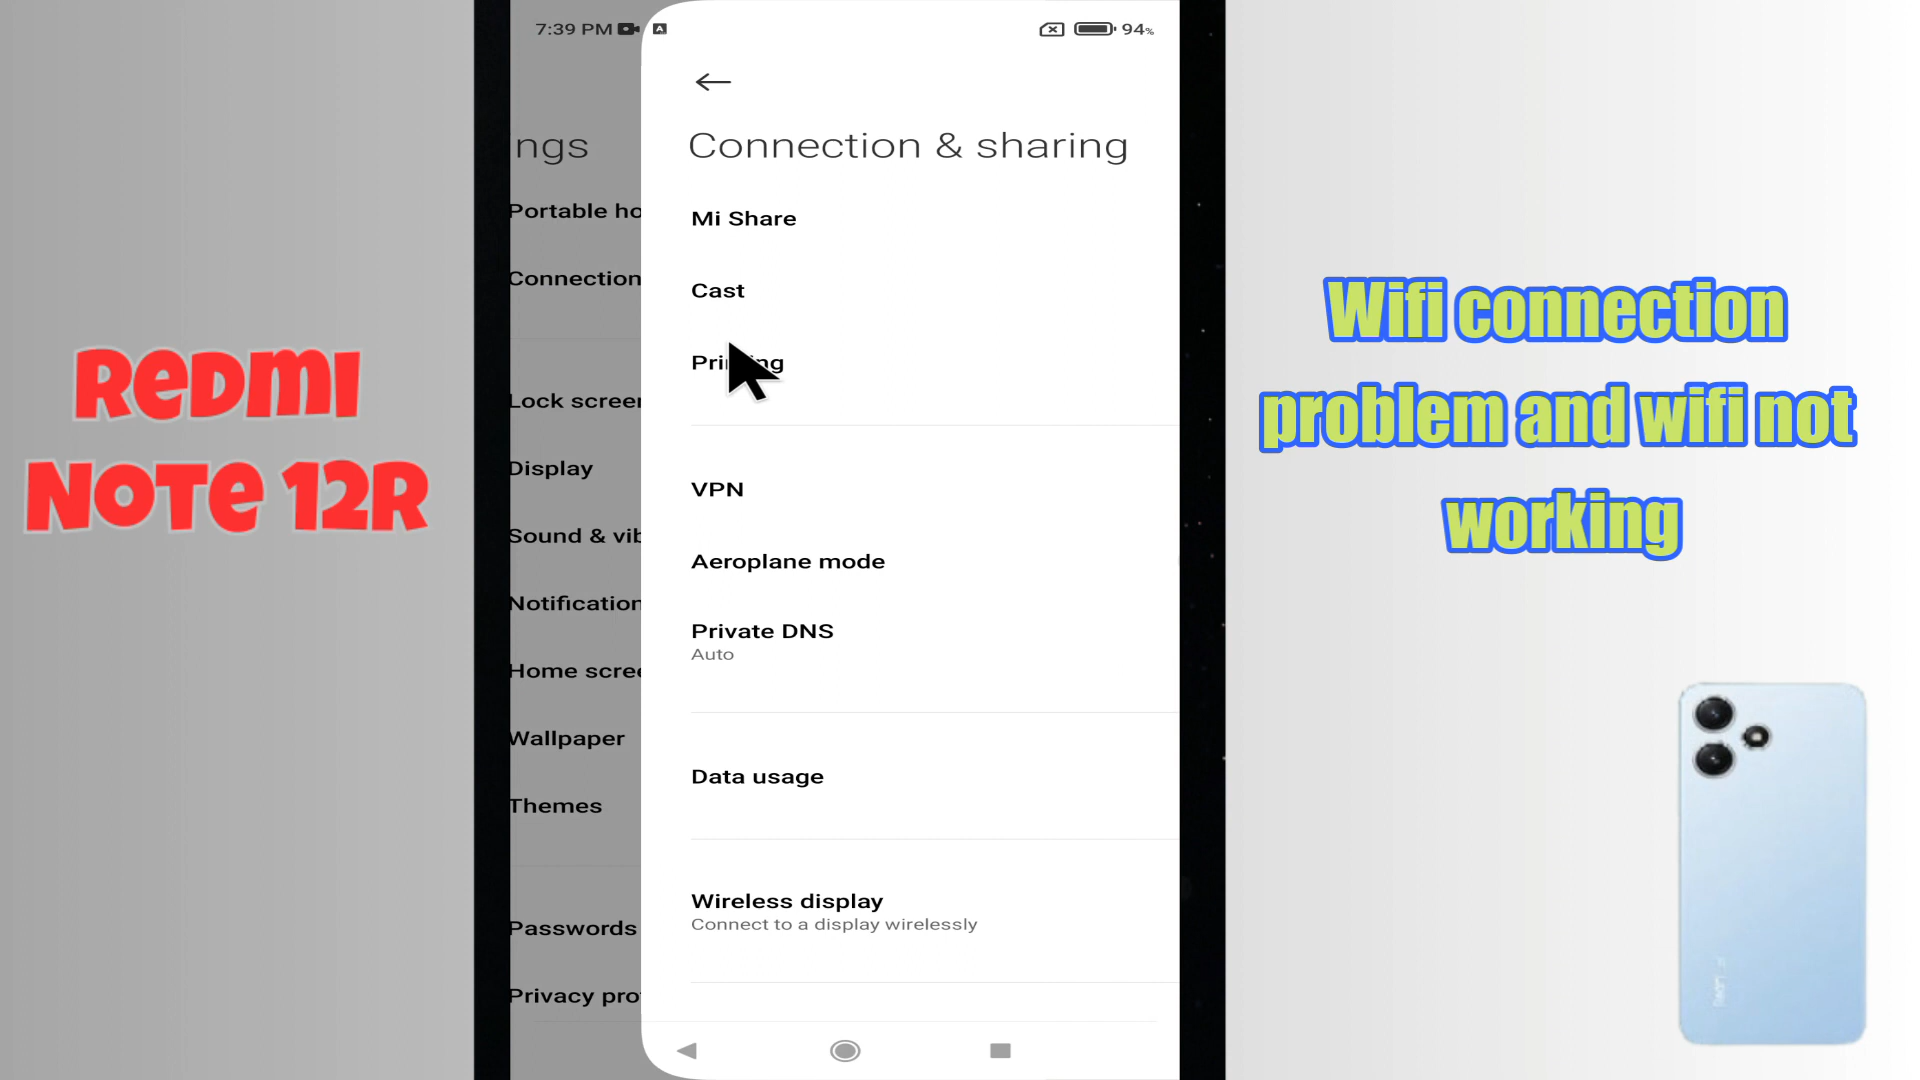 7:39 PM
94%
ngs
Connection & sharing
Portable ho
Mi Share
Connection
Cast
Printing
Lock screen
Display
VPN
Sound & vib
Aeroplane mode
Notification
Private DNS
Auto
Home scree
Wallpaper
Data usage
Themes
Wireless display
Connect to a display wirelessly
Passwords
Privacy pro
Redmi
Note 12R
Wifi connection
problem and wifi not
working